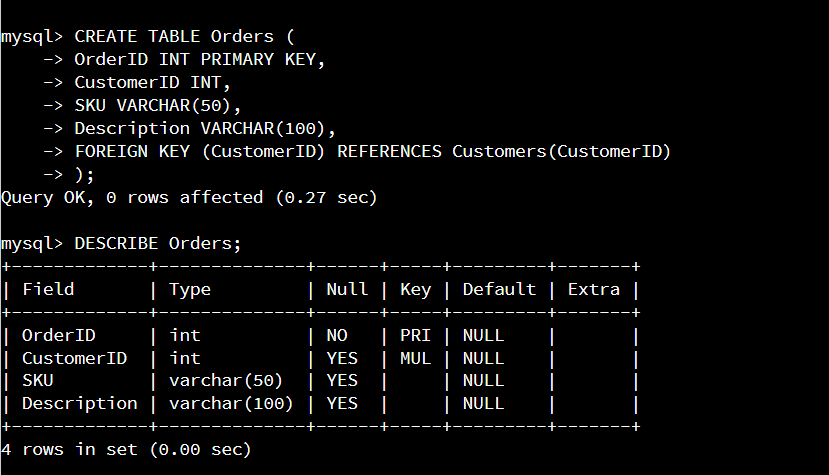 mysql> CREATE TABLE Orders (
    -> OrderID INT PRIMARY KEY,
    -> CustomerID INT,
    -> SKU VARCHAR(50),
    -> Description VARCHAR(100),
    -> FOREIGN KEY (CustomerID) REFERENCES Customers(CustomerID)
    -> );
Query OK, 0 rows affected (0.27 sec)

mysql> DESCRIBE Orders;
+-------------+--------------+------+-----+---------+-------+
| Field       | Type         | Null | Key | Default | Extra |
+-------------+--------------+------+-----+---------+-------+
| OrderID     | int          | NO   | PRI | NULL    |       |
| CustomerID  | int          | YES  | MUL | NULL    |       |
| SKU         | varchar(50)  | YES  |     | NULL    |       |
| Description | varchar(100) | YES  |     | NULL    |       |
+-------------+--------------+------+-----+---------+-------+
4 rows in set (0.00 sec)